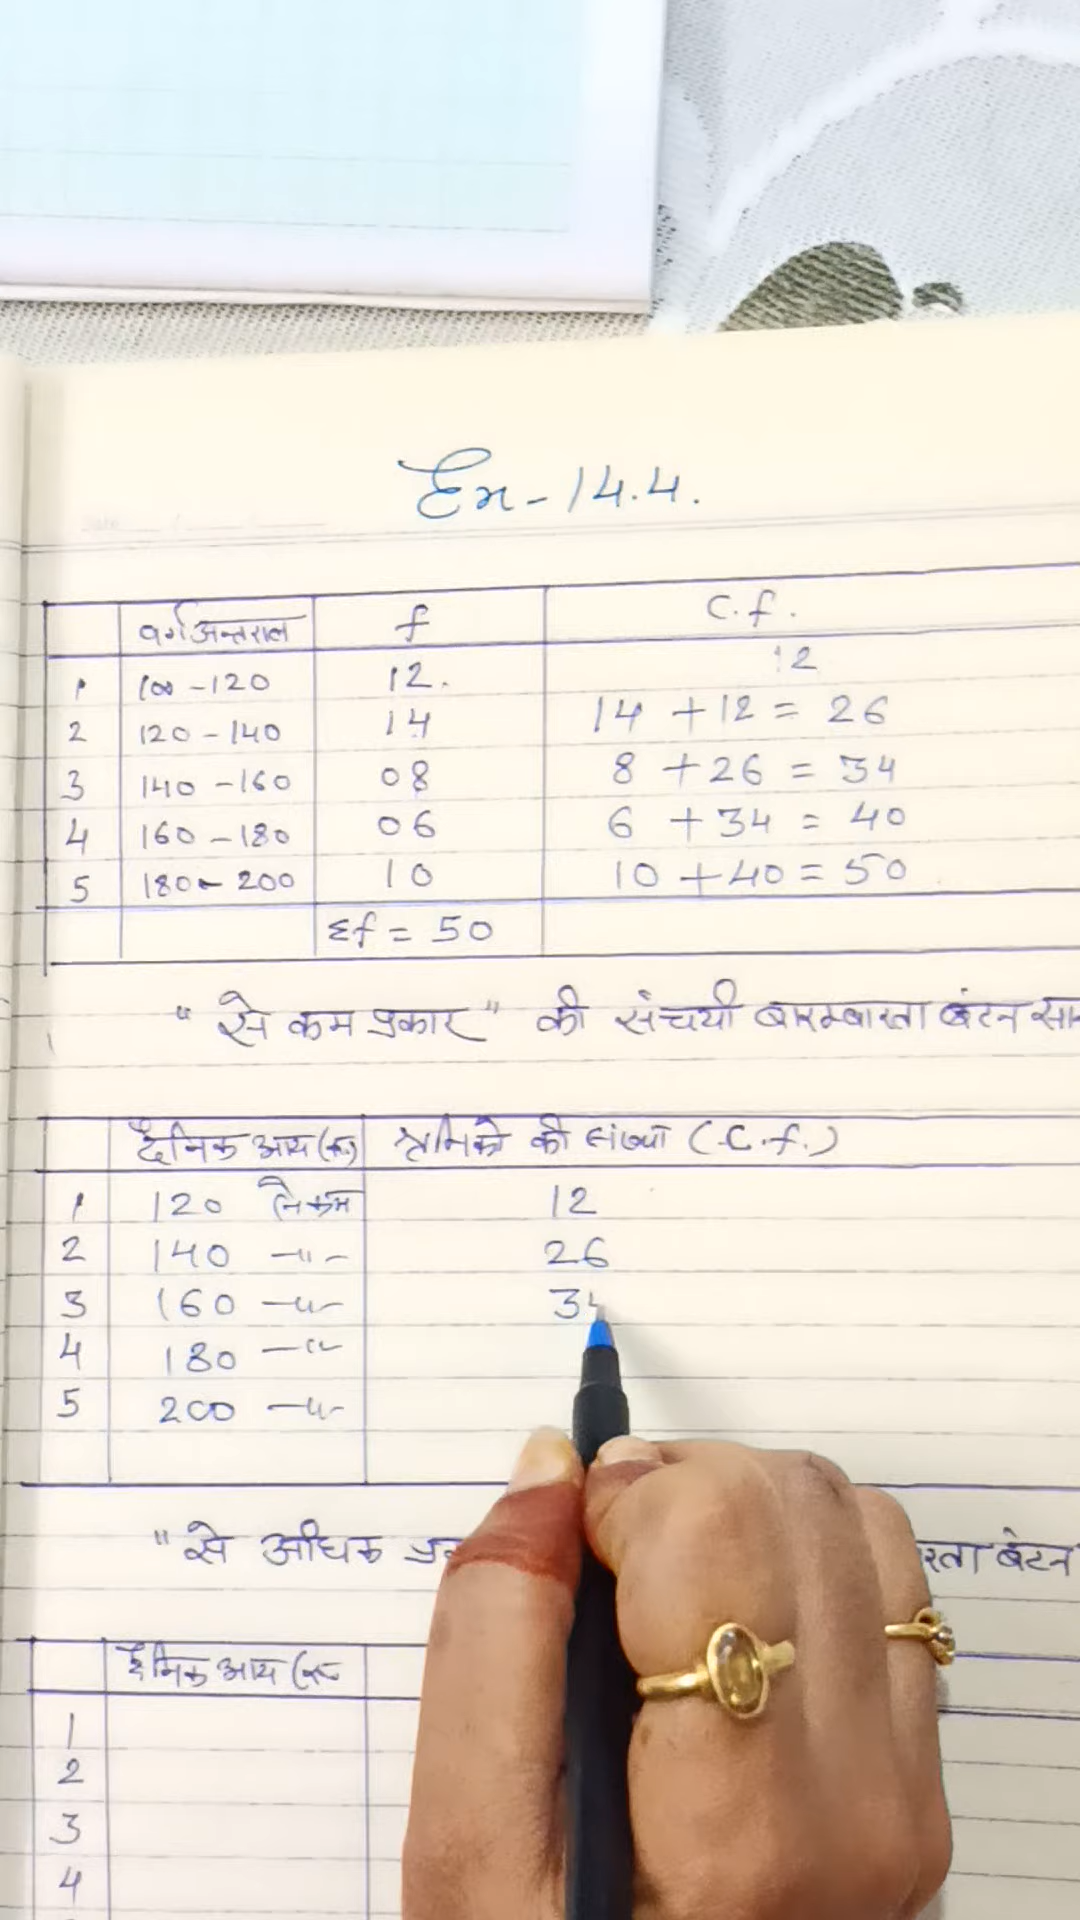 Ex-14.4.
वर्ग अन्तराल f C.f.
1 100-120 12. 12
2 120-140 14 14 + 12 = 26
3 140-160 08 8 + 26 = 34
4 160-180 06 6 + 34 = 40
5 180-200 10 10 + 40 = 50
Σf = 50
"से कम प्रकार" की संचयी बारम्बारता बंटन
दैनिक आय (रु) श्रमिको की संख्या (C.f.)
1 120 से कम 12
2 140 -"- 26
3 160 -"- 34
4 180 -"-
5 200 -"-
"से अधिक बंटन
दैनिक आय (रु
1
2
3
4